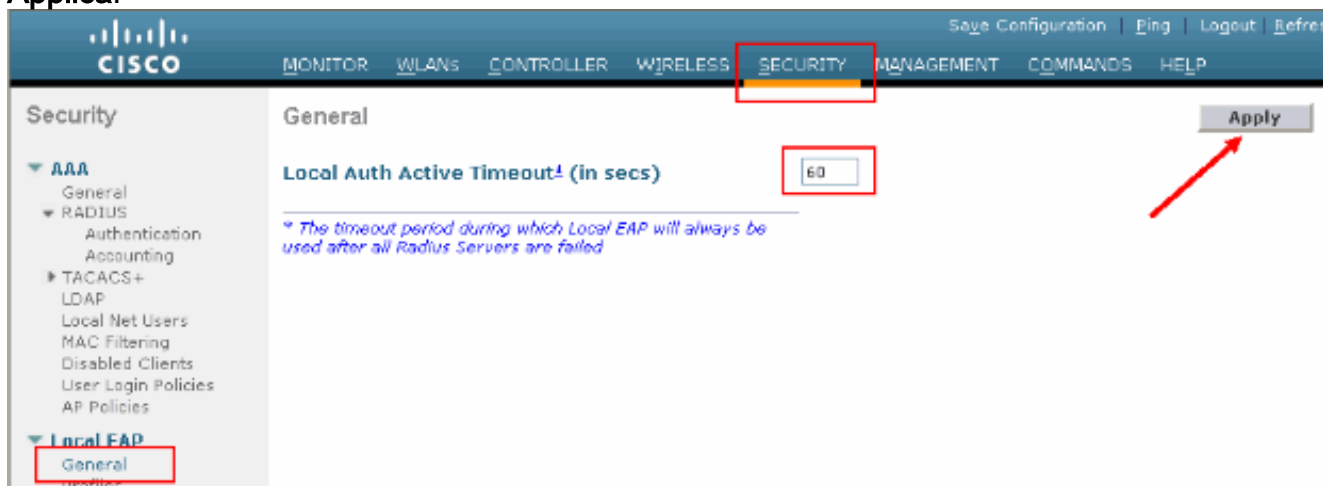 Save Configuration | Ping | Logout | Refres
CISCO
MONITOR WLANs CONTROLLER WIRELESS SECURITY MANAGEMENT COMMANDS HELP
Security
General
Apply
AAA
General
RADIUS
Authentication
Accounting
TACACS+
LDAP
Local Net Users
MAC Filtering
Disabled Clients
User Login Policies
AP Policies
Local EAP
General
Local Auth Active Timeout¹ (in secs) 60
* The timeout period during which Local EAP will always be
used after all Radius Servers are failed